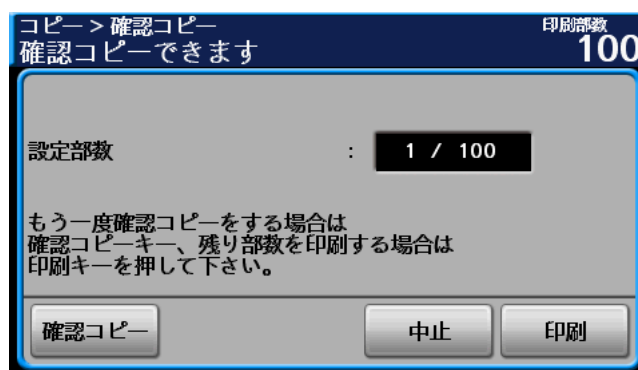 コピー > 確認コピー
印刷部数
確認コピーできます
100
設定部数 : 1 / 100
もう一度確認コピーをする場合は
確認コピーキー、残り部数を印刷する場合は
印刷キーを押して下さい。
確認コピー 中止 印刷